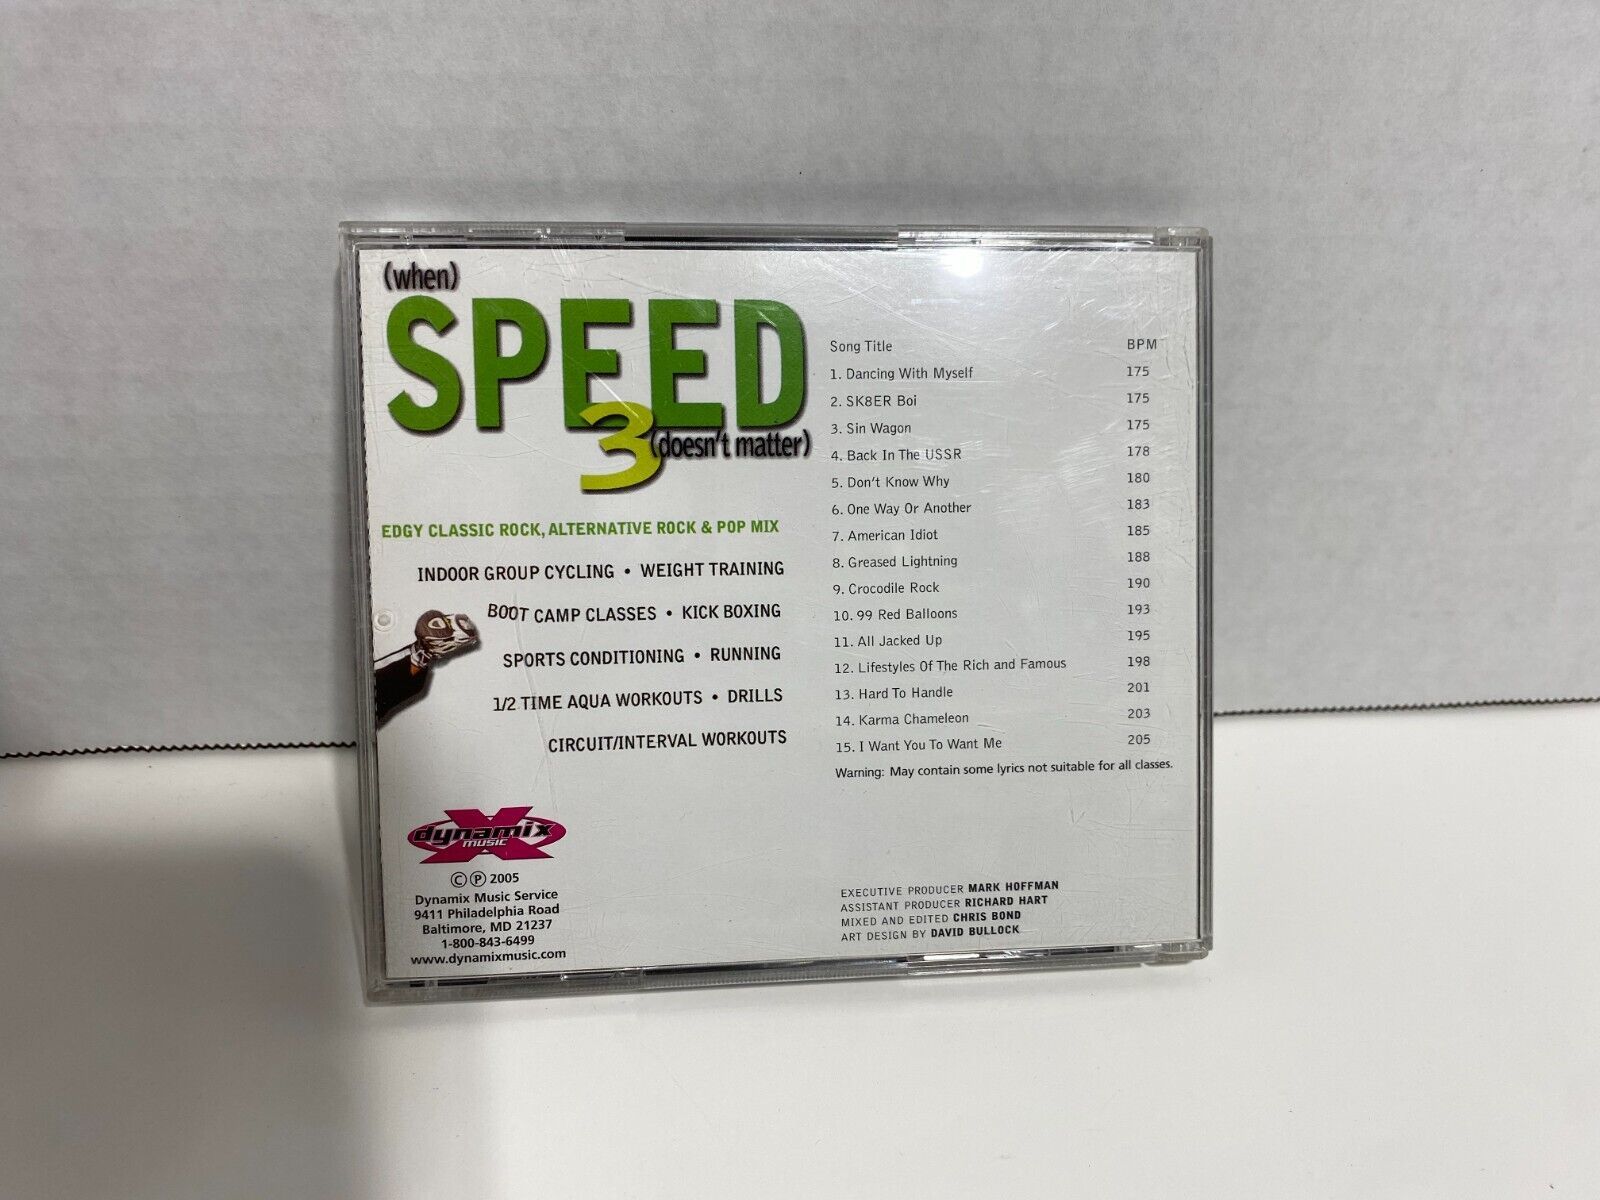 (when)
SPEED
3
(doesn't matter)
EDGY CLASSIC ROCK, ALTERNATIVE ROCK & POP MIX
INDOOR GROUP CYCLING • WEIGHT TRAINING
BOOT CAMP CLASSES • KICK BOXING
SPORTS CONDITIONING • RUNNING
1/2 TIME AQUA WORKOUTS • DRILLS
CIRCUIT/INTERVAL WORKOUTS
dynamix
MUSIC
©℗ 2005
Dynamix Music Service
9411 Philadelphia Road
Baltimore, MD 21237
1-800-843-6499
www.dynamixmusic.com
Song Title BPM
1. Dancing With Myself 175
2. SK8ER Boi 175
3. Sin Wagon 175
4. Back In The USSR 178
5. Don't Know Why 180
6. One Way Or Another 183
7. American Idiot 185
8. Greased Lightning 188
9. Crocodile Rock 190
10. 99 Red Balloons 193
11. All Jacked Up 195
12. Lifestyles Of The Rich and Famous 198
13. Hard To Handle 201
14. Karma Chameleon 203
15. I Want You To Want Me 205
Warning: May contain some lyrics not suitable for all classes.
EXECUTIVE PRODUCER MARK HOFFMAN
ASSISTANT PRODUCER RICHARD HART
MIXED AND EDITED CHRIS BOND
ART DESIGN BY DAVID BULLOCK